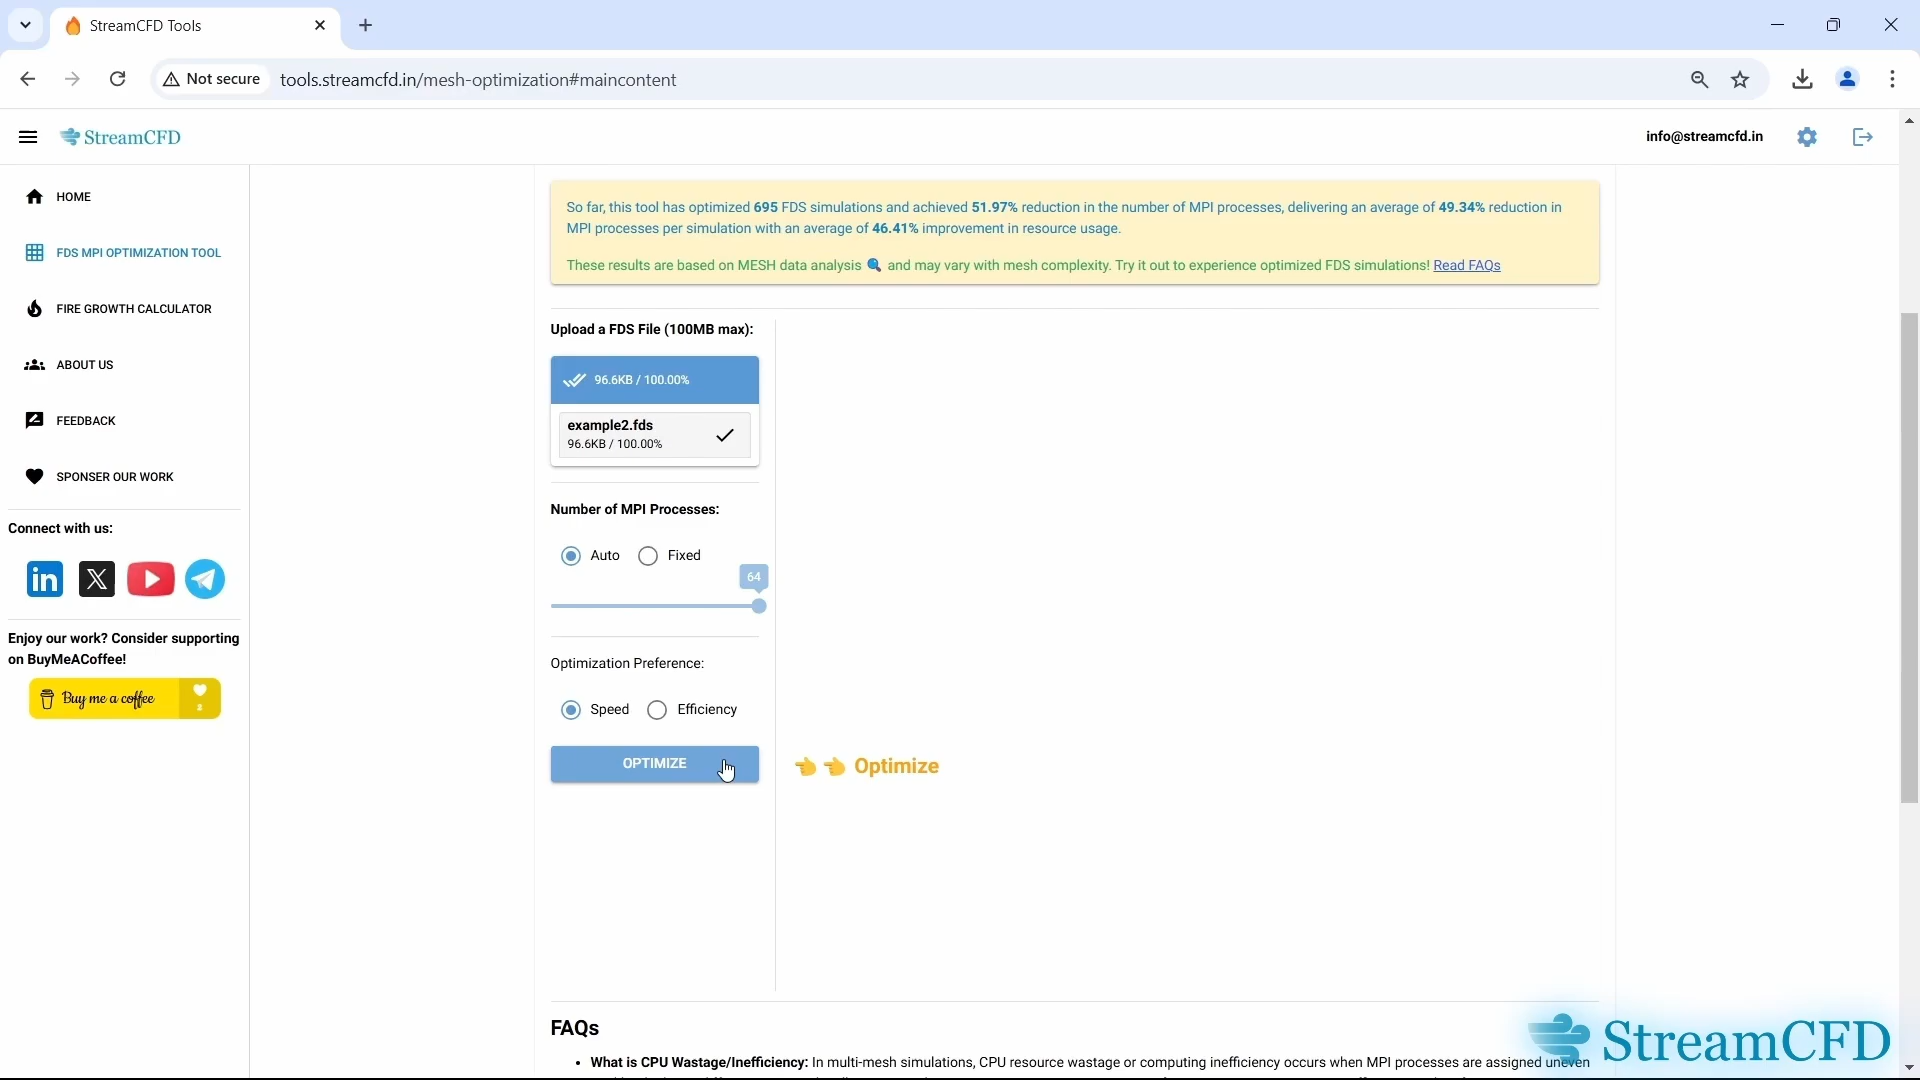 StreamCFD Tools
Not secure
tools.streamcfd.in/mesh-optimization#maincontent
StreamCFD
info@streamcfd.in
HOME
FDS MPI OPTIMIZATION TOOL
FIRE GROWTH CALCULATOR
ABOUT US
FEEDBACK
SPONSER OUR WORK
Connect with us:
Enjoy our work? Consider supporting
on BuyMeACoffee!
Buy me a coffee
2
So far, this tool has optimized 695 FDS simulations and achieved 51.97% reduction in the number of MPI processes, delivering an average of 49.34% reduction in
MPI processes per simulation with an average of 46.41% improvement in resource usage.
These results are based on MESH data analysis 🔍 and may vary with mesh complexity. Try it out to experience optimized FDS simulations! Read FAQs
Upload a FDS File (100MB max):
96.6KB / 100.00%
example2.fds
96.6KB / 100.00%
Number of MPI Processes:
Auto Fixed
64
Optimization Preference:
Speed Efficiency
OPTIMIZE
👈 👈 Optimize
FAQs
• What is CPU Wastage/Inefficiency: In multi-mesh simulations, CPU resource wastage or computing inefficiency occurs when MPI processes are assigned uneven
StreamCFD